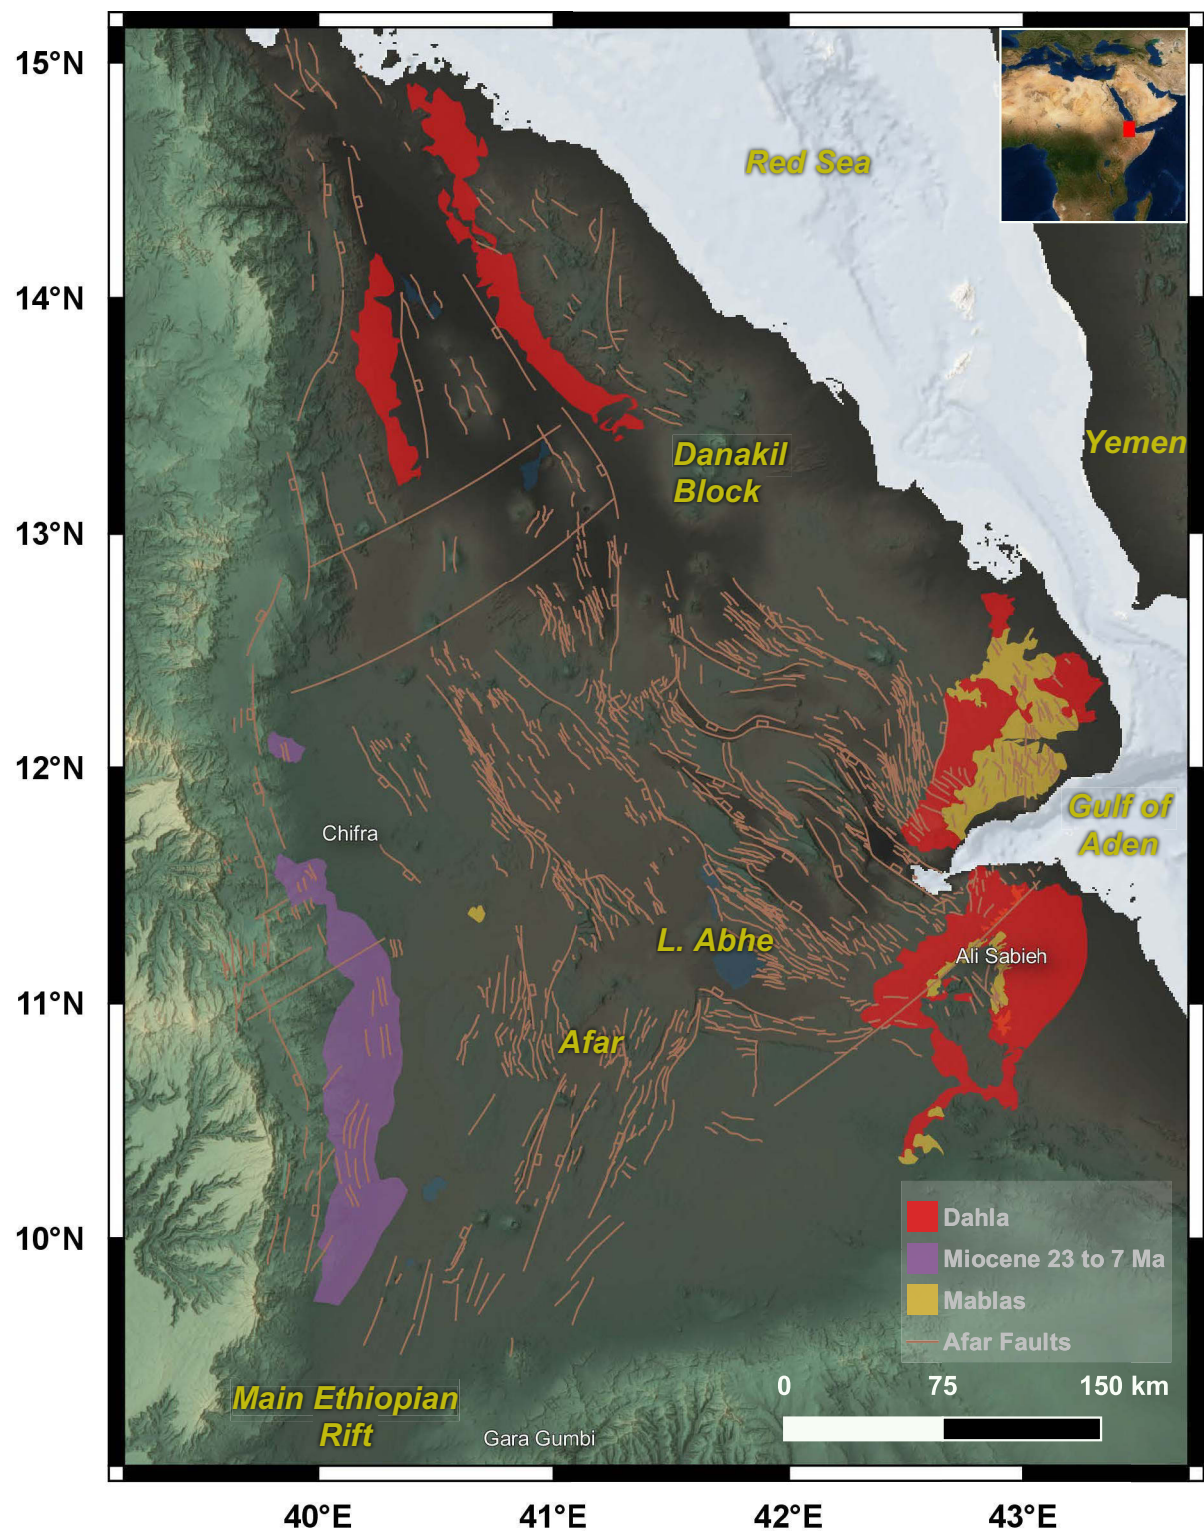 15°N
Red Sea
14°N
Yemen
Danakil
Block
13°N
12°N
Gulf of
Aden
Chifra
L. Abhe
Ali Sabieh
11°N
Afar
10°N
Dahla
Miocene 23 to 7 Ma
Mablas
Afar Faults
0 75 150 km
Main Ethiopian
Rift
Gara Gumbi
40°E 41°E 42°E 43°E